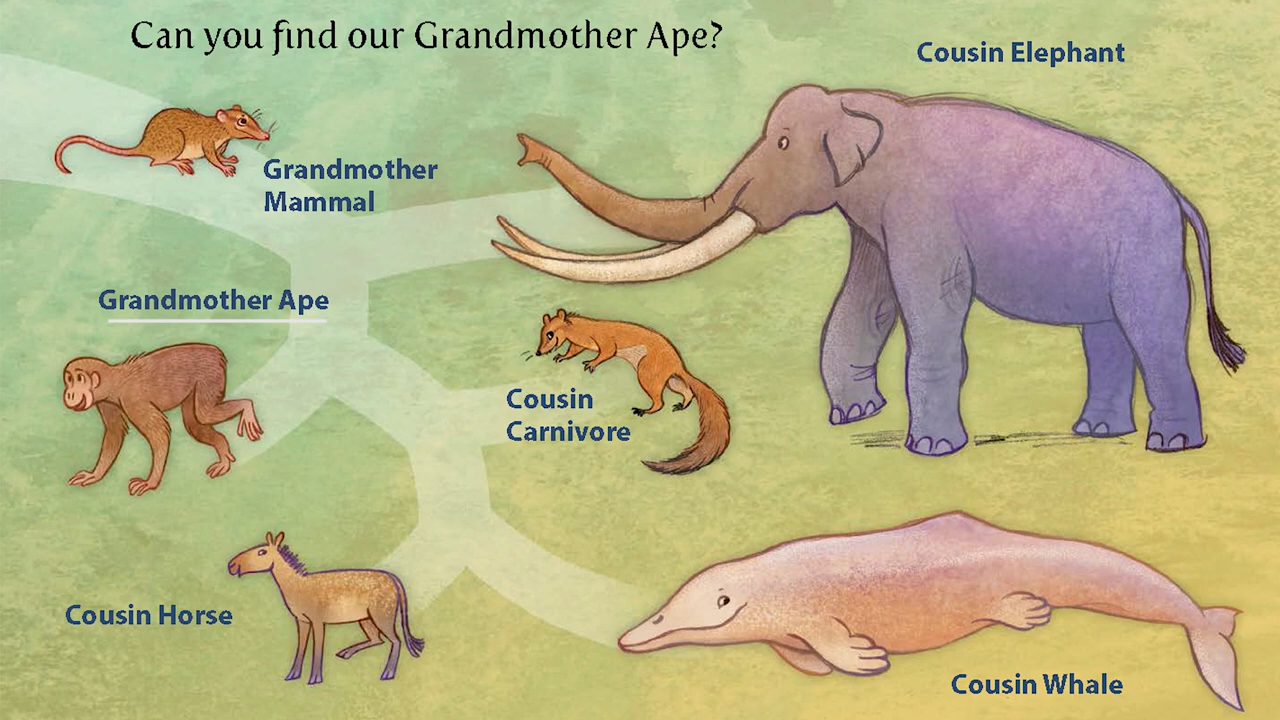 Can you find our Grandmother Ape?
Cousin Elephant
Grandmother
Mammal
Grandmother Ape
Cousin
Carnivore
Cousin Horse
Cousin Whale